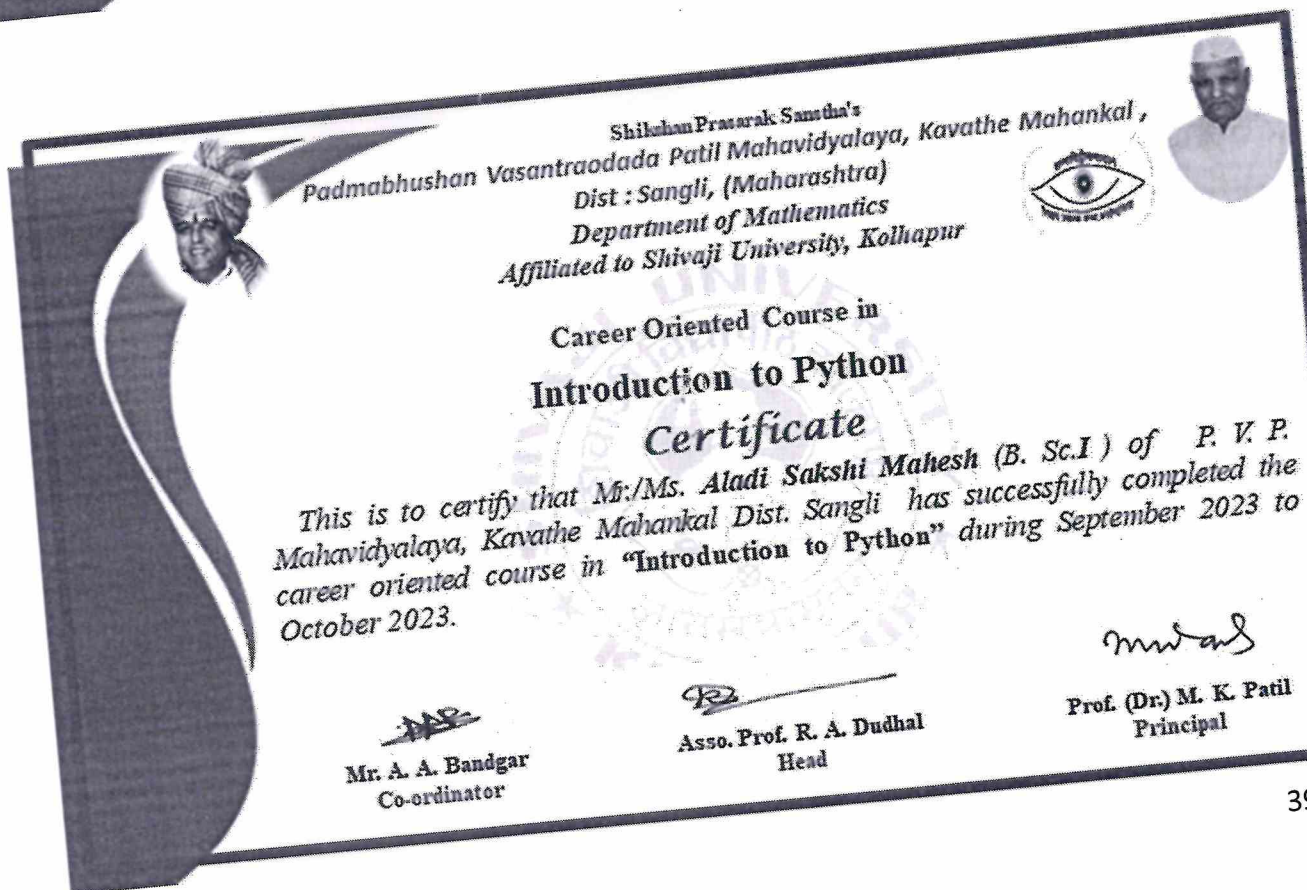 Shikshan Prasarak Sanstha's
Padmabhushan Vasantraodada Patil Mahavidyalaya, Kavathe Mahankal ,
Dist : Sangli, (Maharashtra)
Department of Mathematics
Affiliated to Shivaji University, Kolhapur
Career Oriented Course in
Introduction to Python
Certificate
This is to certify that Mr./Ms. Aladi Sakshi Mahesh (B. Sc.I ) of P. V. P.
Mahavidyalaya, Kavathe Mahankal Dist. Sangli has successfully completed the
career oriented course in “Introduction to Python” during September 2023 to
October 2023.
Mr. A. A. Bandgar
Co-ordinator
Asso. Prof. R. A. Dudhal
Head
Prof. (Dr.) M. K. Patil
Principal
39